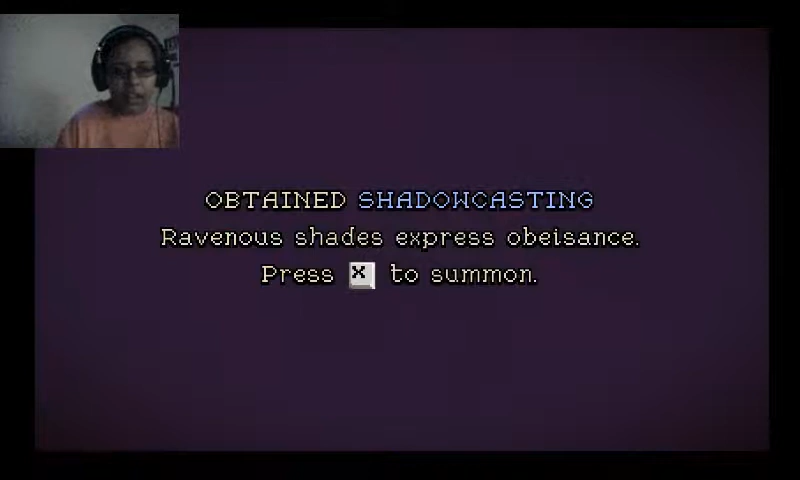 OBTAINED SHADOWCASTING
Ravenous shades express obeisance.
Press X to summon.